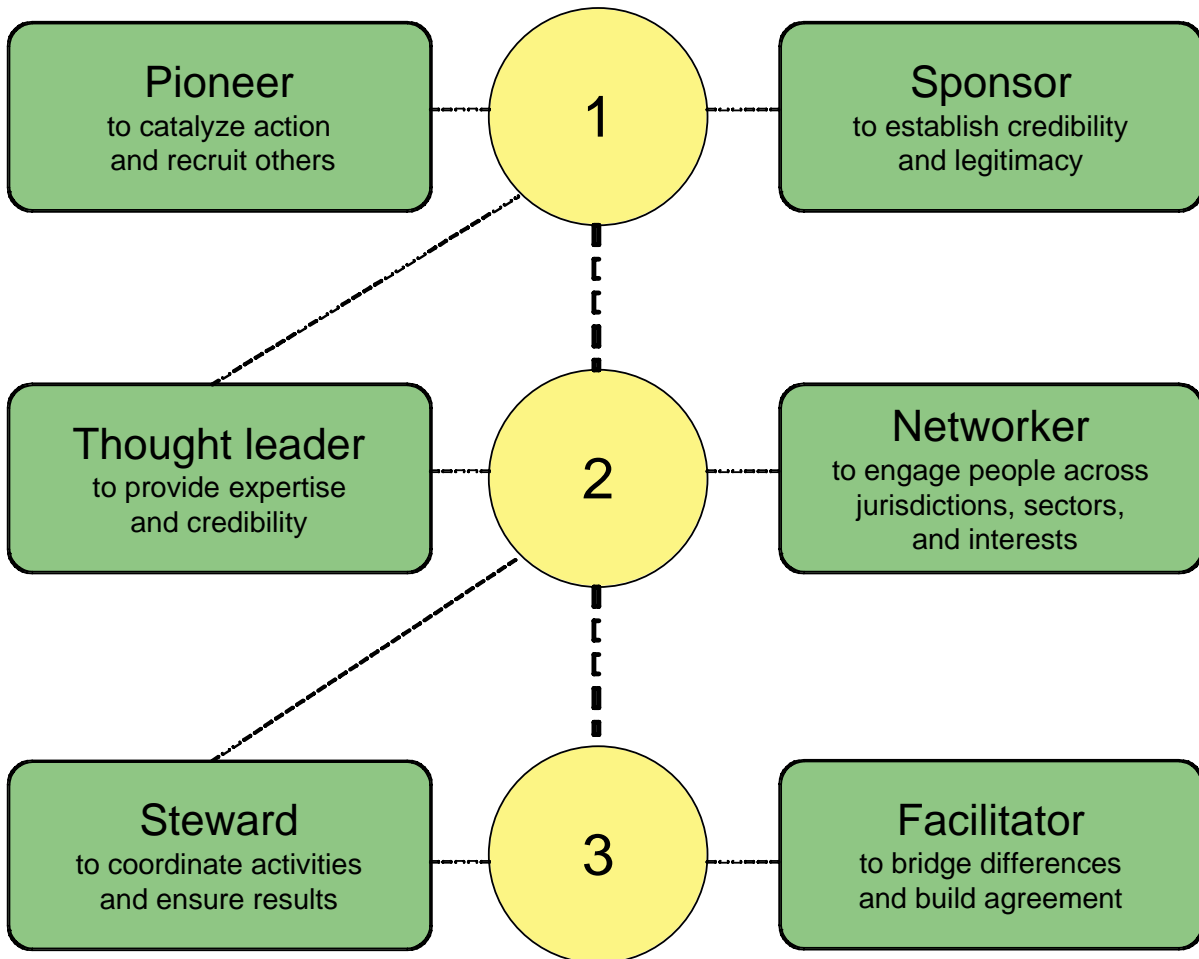 Pioneer
to catalyze action
and recruit others
1
Sponsor
to establish credibility
and legitimacy
Thought leader
to provide expertise
and credibility
2
Networker
to engage people across
jurisdictions, sectors,
and interests
Steward
to coordinate activities
and ensure results
3
Facilitator
to bridge differences
and build agreement